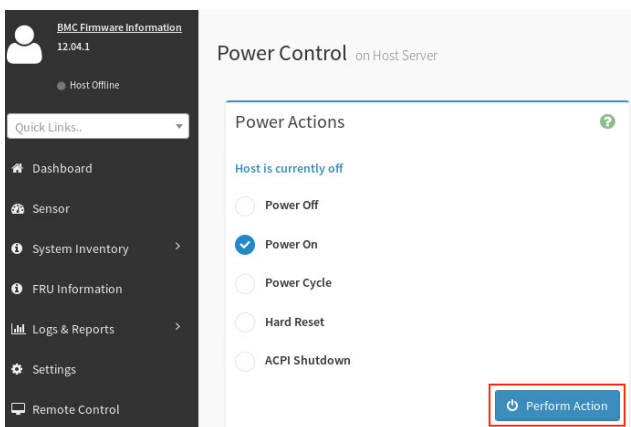 BMC Firmware Information
12.04.1
Host Offline
Quick Links..
Dashboard
Sensor
System Inventory
FRU Information
Logs & Reports
Settings
Remote Control
Power Control on Host Server
Power Actions
Host is currently off
Power Off
Power On
Power Cycle
Hard Reset
ACPI Shutdown
Perform Action